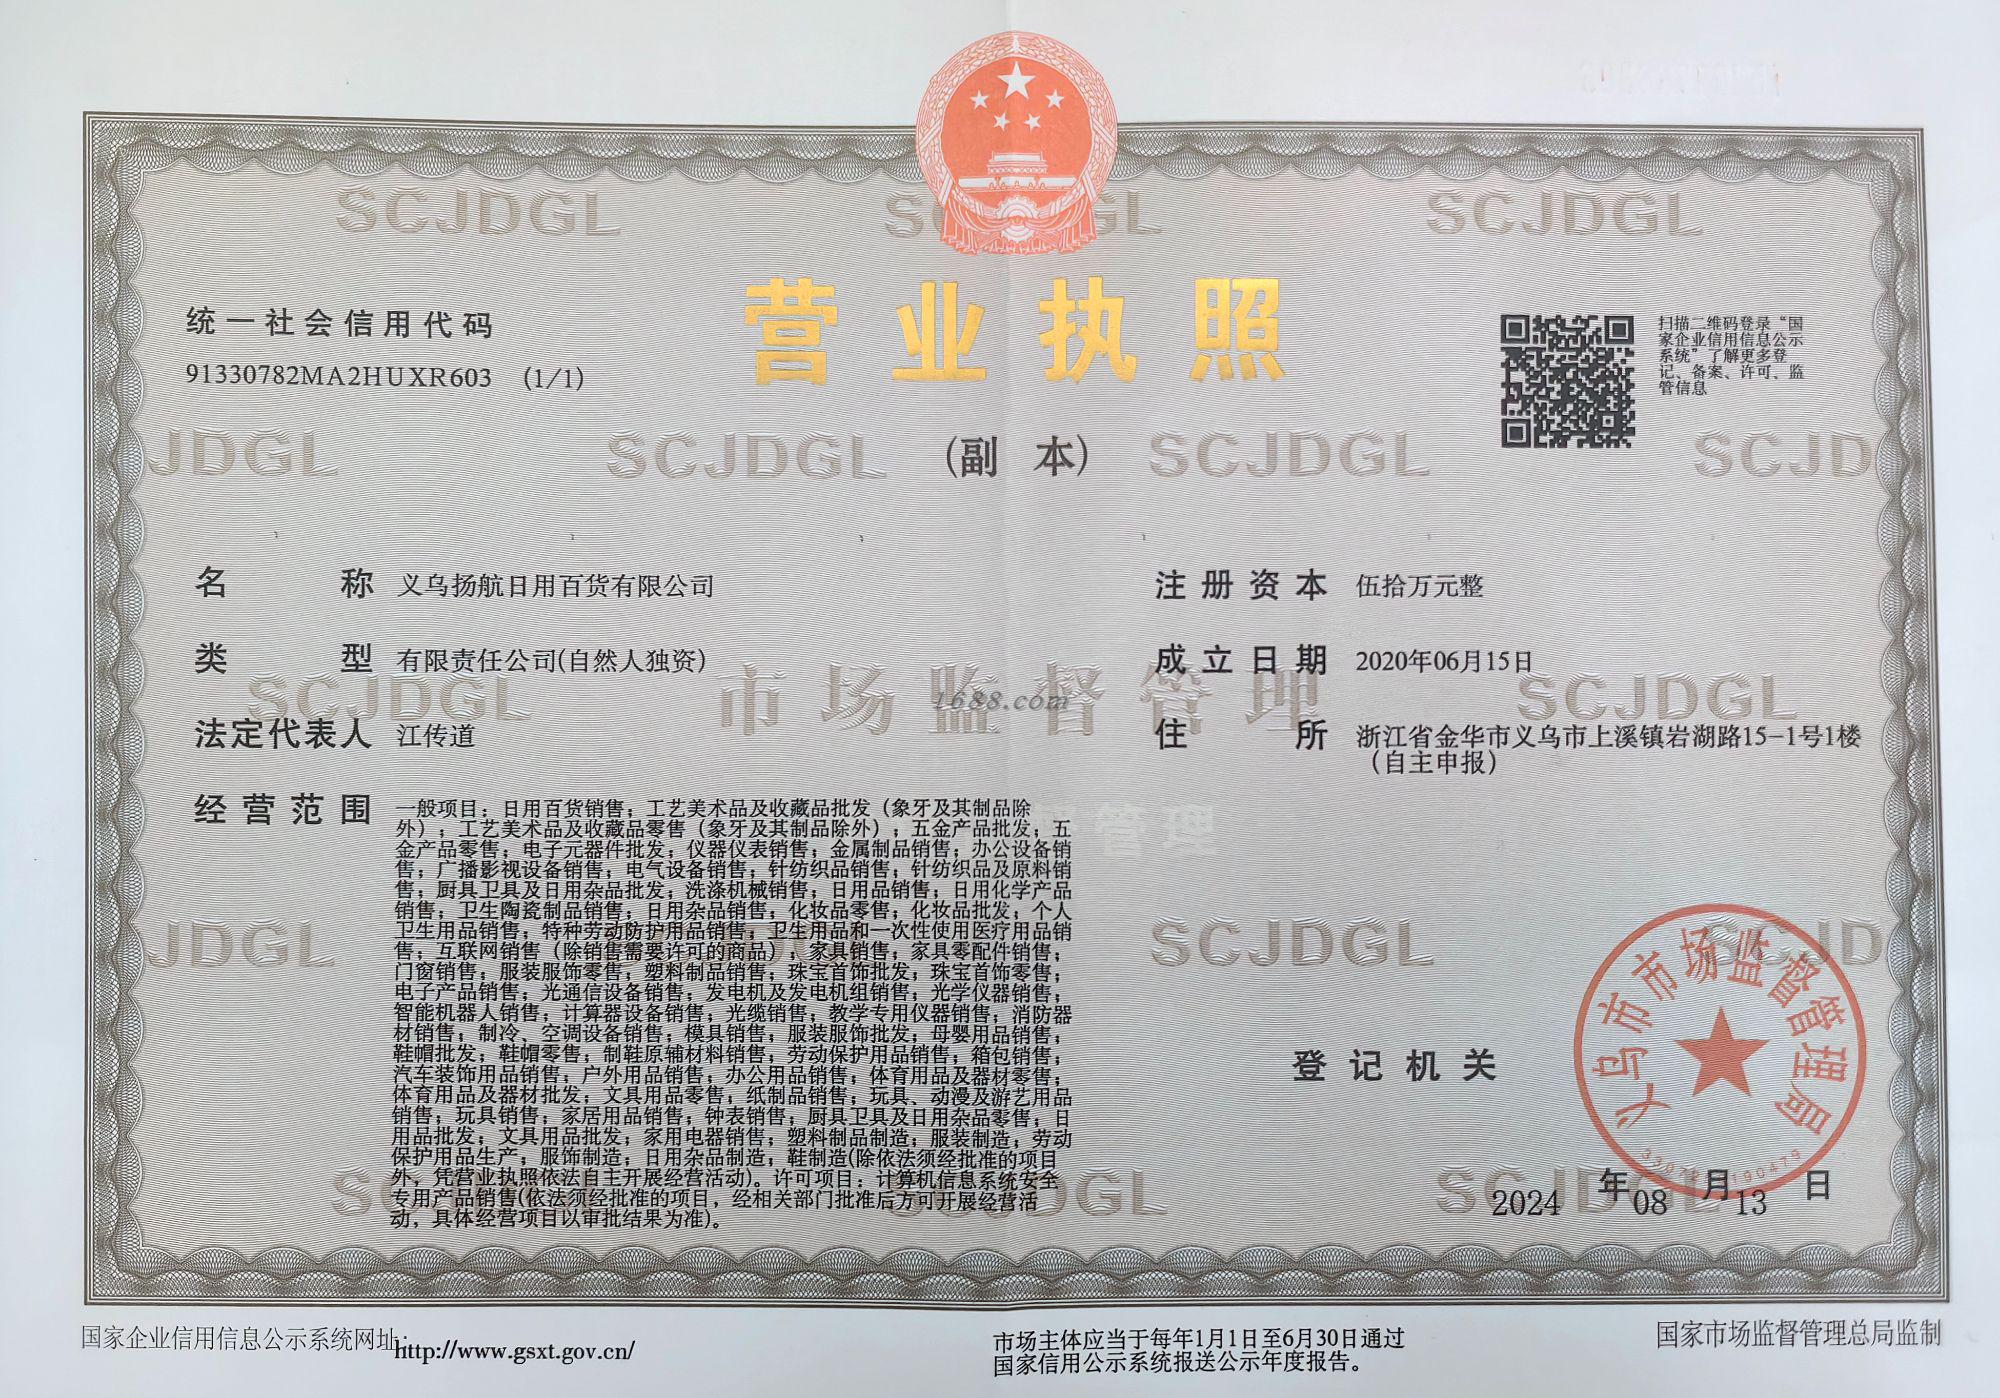 营业执照
(副 本)
统一社会信用代码
91330782MA2HUXR603 (1/1)
扫描二维码登录“国
家企业信用信息公示
系统”了解更多登
记、备案、许可、监
管信息
名 称 义乌扬航日用百货有限公司
类 型 有限责任公司(自然人独资)
法定代表人 江传道
经营范围 一般项目：日用百货销售；工艺美术品及收藏品批发（象牙及其制品除
外）；工艺美术品及收藏品零售（象牙及其制品除外）；五金产品批发；五
金产品零售；电子元器件批发；仪器仪表销售；金属制品销售；办公设备销
售；广播影视设备销售；电气设备销售；针纺织品销售；针纺织品及原料销
售；厨具卫具及日用杂品批发；洗涤机械销售；日用品销售；日用化学产品
销售；卫生陶瓷制品销售；日用杂品销售；化妆品零售；化妆品批发；个人
卫生用品销售；特种劳动防护用品销售；卫生用品和一次性使用医疗用品销
售；互联网销售（除销售需要许可的商品）；家具销售；家具零配件销售；
门窗销售；服装服饰零售；塑料制品销售；珠宝首饰批发；珠宝首饰零售；
电子产品销售；光通信设备销售；发电机及发电机组销售；光学仪器销售；
智能机器人销售；计算器设备销售；光缆销售；教学专用仪器销售；消防器
材销售；制冷、空调设备销售；模具销售；服装服饰批发；母婴用品销售；
鞋帽批发；鞋帽零售；制鞋原辅材料销售；劳动保护用品销售；箱包销售；
汽车装饰用品销售；户外用品销售；办公用品销售；体育用品及器材零售；
体育用品及器材批发；文具用品零售；纸制品销售；玩具、动漫及游艺用品
销售；玩具销售；家居用品销售；钟表销售；厨具卫具及日用杂品零售；日
用品批发；文具用品批发；家用电器销售；塑料制品制造；服装制造；劳动
保护用品生产；服饰制造；日用杂品制造；鞋制造(除依法须经批准的项目
外，凭营业执照依法自主开展经营活动)。许可项目：计算机信息系统安全
专用产品销售(依法须经批准的项目，经相关部门批准后方可开展经营活
动，具体经营项目以审批结果为准)。
注册资本 伍拾万元整
成立日期 2020年06月15日
住 所 浙江省金华市义乌市上溪镇岩湖路15-1号1楼
（自主申报）
市场监督管理
1688.com
登记机关
义乌市市场监督管理局
2024年08月13日
国家企业信用信息公示系统网址：http://www.gsxt.gov.cn/
市场主体应当于每年1月1日至6月30日通过
国家信用公示系统报送公示年度报告。
国家市场监督管理总局监制
SCJDGL